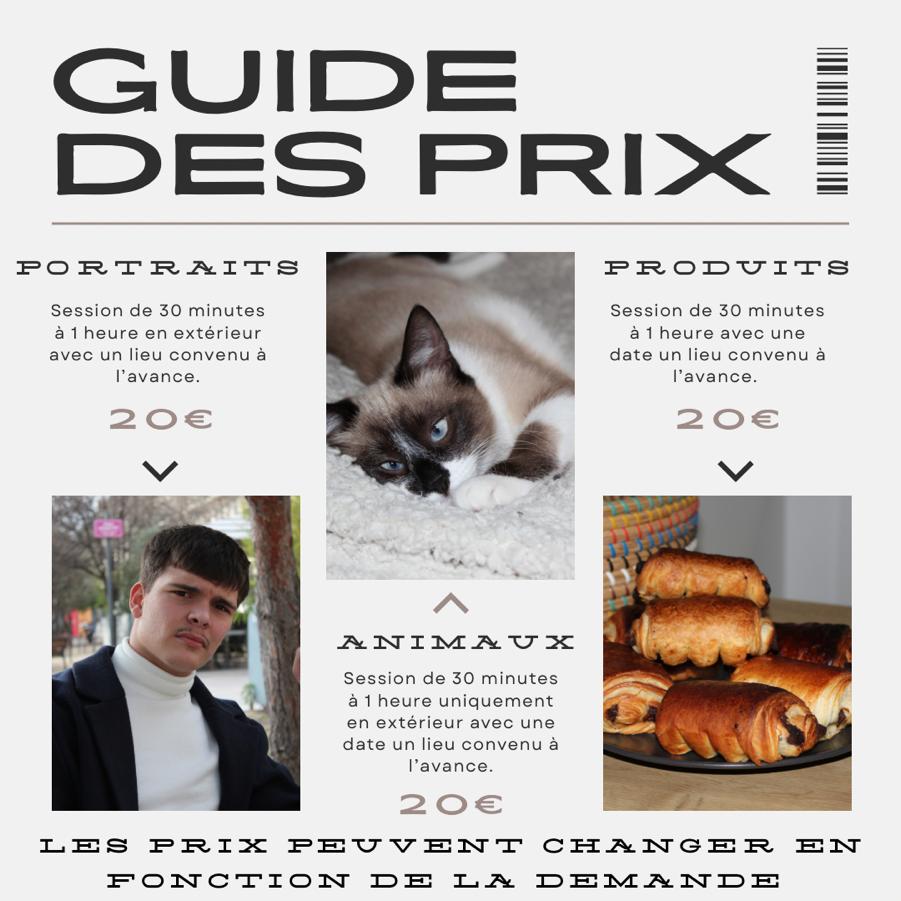 GUIDE
DES PRIX
PORTRAITS
Session de 30 minutes
à 1 heure en extérieur
avec un lieu convenu à
l’avance.
20€
ANIMAUX
Session de 30 minutes
à 1 heure uniquement
en extérieur avec une
date un lieu convenu à
l’avance.
20€
PRODUITS
Session de 30 minutes
à 1 heure avec une
date un lieu convenu à
l’avance.
20€
LES PRIX PEUVENT CHANGER EN
FONCTION DE LA DEMANDE